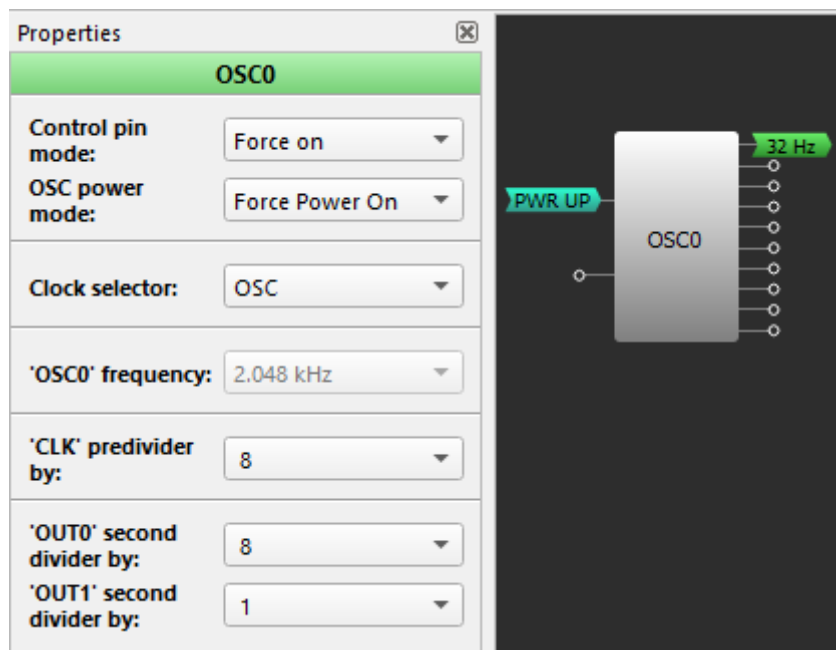 Properties
OSC0
Control pin
mode:
Force on
OSC power
mode:
Force Power On
Clock selector:
OSC
'OSC0' frequency:
2.048 kHz
'CLK' predivider
by:
8
'OUT0' second
divider by:
8
'OUT1' second
divider by:
1
PWR UP
OSC0
32 Hz